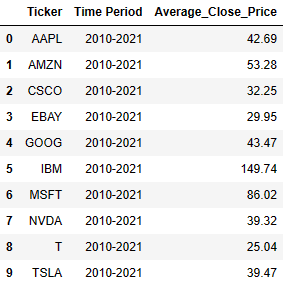 Ticker Time Period Average_Close_Price
0 AAPL 2010-2021 42.69
1 AMZN 2010-2021 53.28
2 CSCO 2010-2021 32.25
3 EBAY 2010-2021 29.95
4 GOOG 2010-2021 43.47
5 IBM 2010-2021 149.74
6 MSFT 2010-2021 86.02
7 NVDA 2010-2021 39.32
8 T 2010-2021 25.04
9 TSLA 2010-2021 39.47